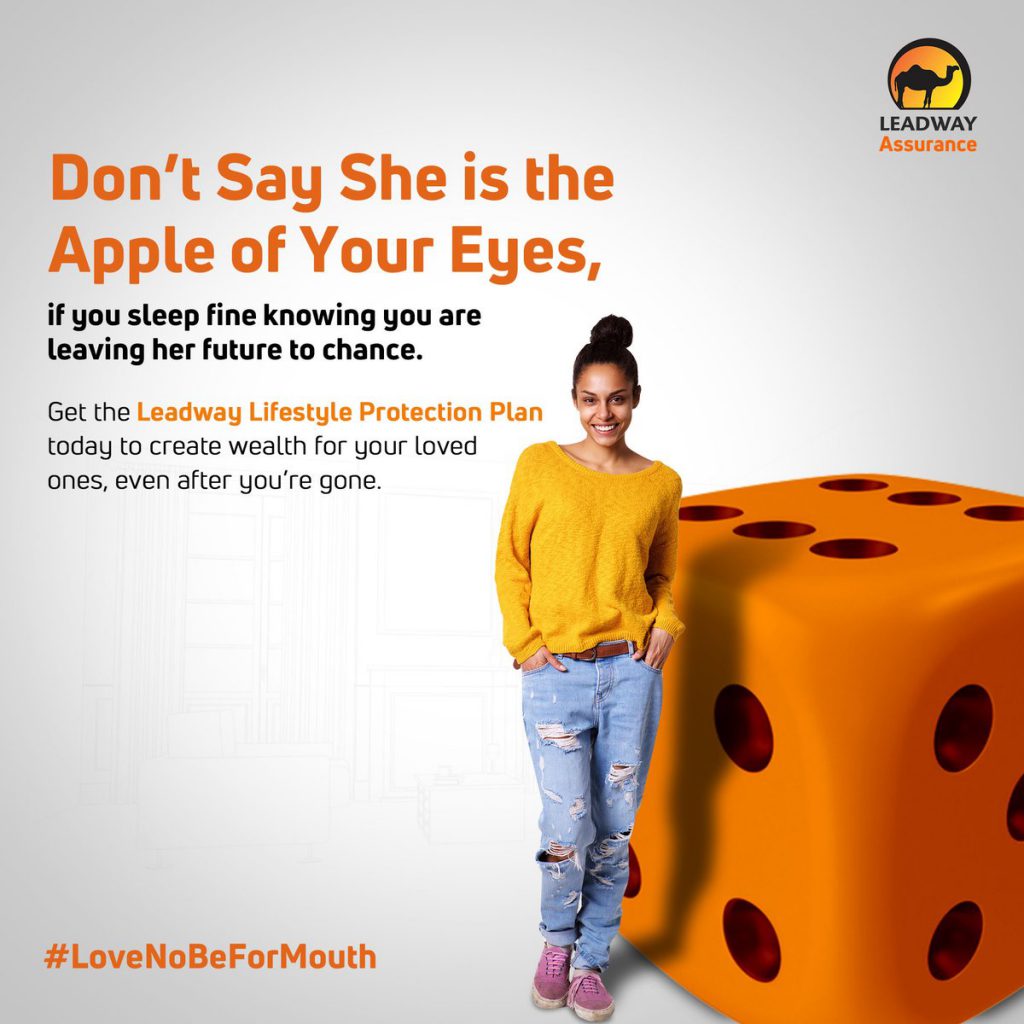 LEADWAY
Assurance
Don't Say She is the
Apple of Your Eyes,
if you sleep fine knowing you are
leaving her future to chance.
Get the Leadway Lifestyle Protection Plan
today to create wealth for your loved
ones, even after you're gone.
#LoveNoBeForMouth